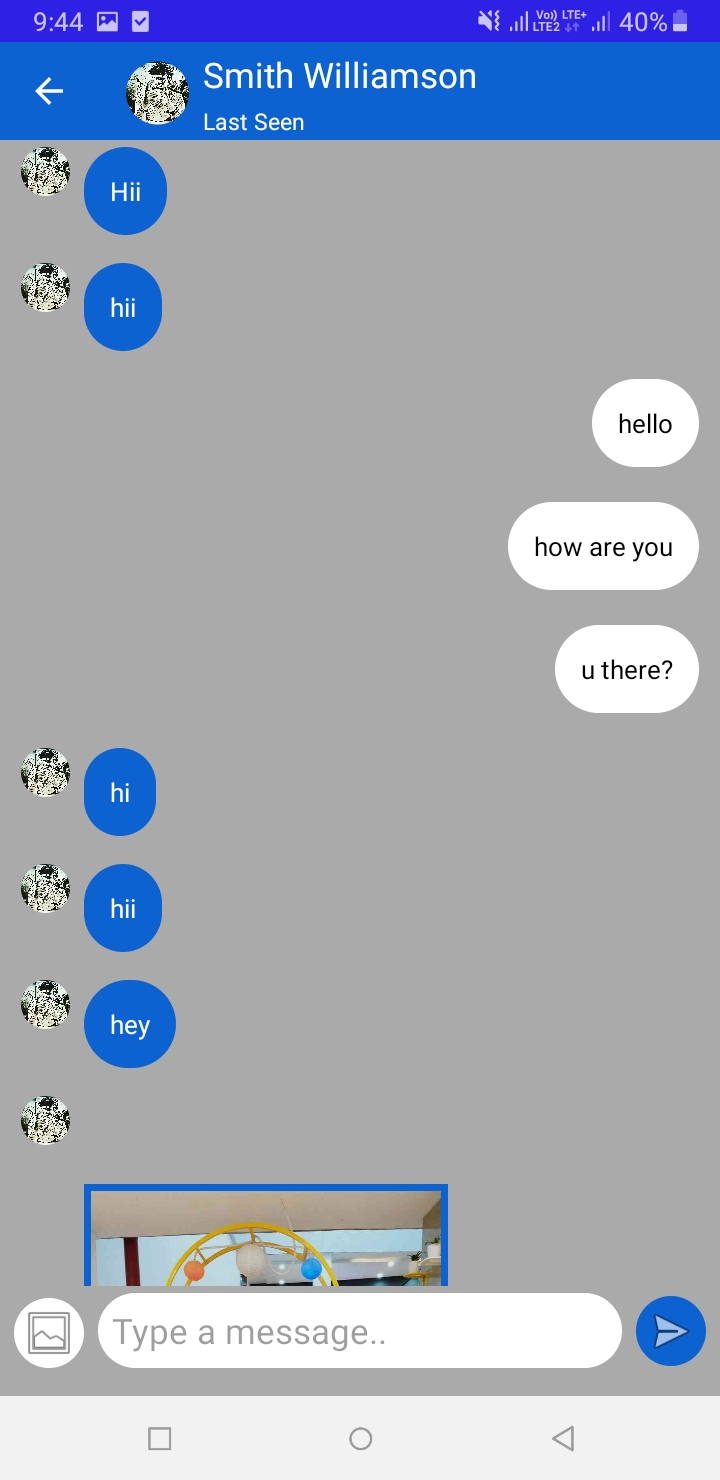 9:44
Vo)) LTE+
LTE2
40%
Smith Williamson
Last Seen
Hii
hii
hello
how are you
u there?
hi
hii
hey
Type a message..